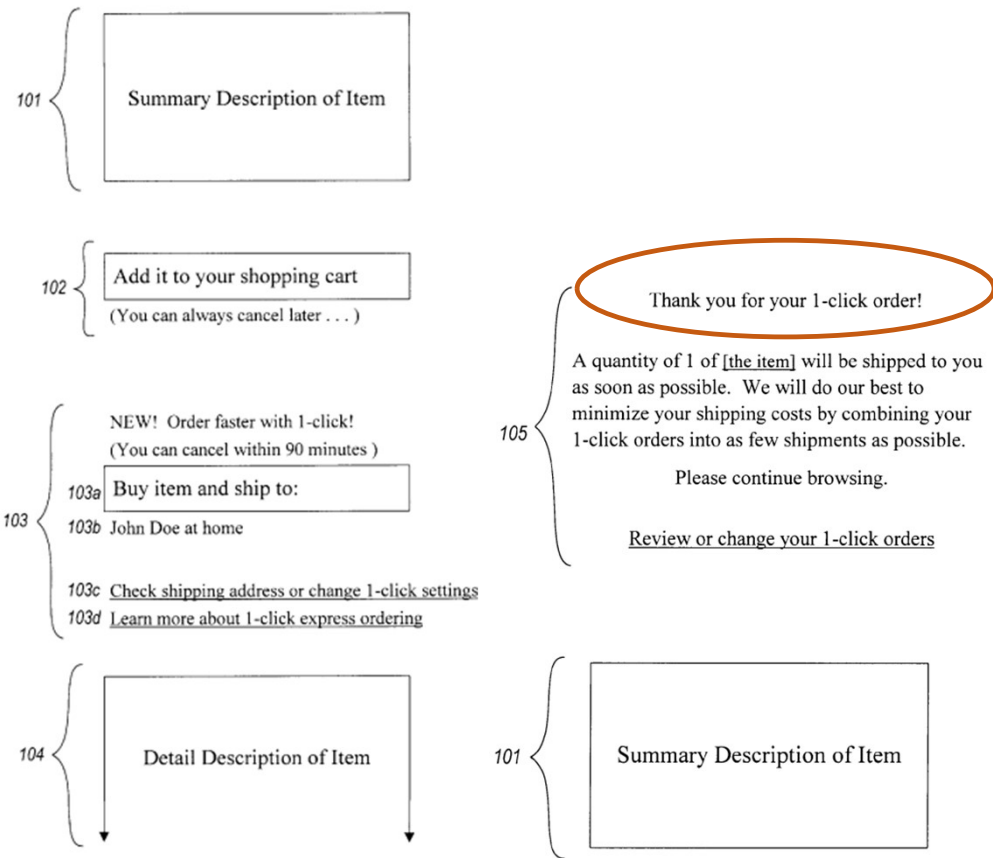 101
Summary Description of Item
102
Add it to your shopping cart
(You can always cancel later . . . )
103
NEW! Order faster with 1-click!
(You can cancel within 90 minutes )
103a Buy item and ship to:
103b John Doe at home
103c Check shipping address or change 1-click settings
103d Learn more about 1-click express ordering
104
Detail Description of Item
105
Thank you for your 1-click order!
A quantity of 1 of [the item] will be shipped to you
as soon as possible. We will do our best to
minimize your shipping costs by combining your
1-click orders into as few shipments as possible.
Please continue browsing.
Review or change your 1-click orders
101
Summary Description of Item